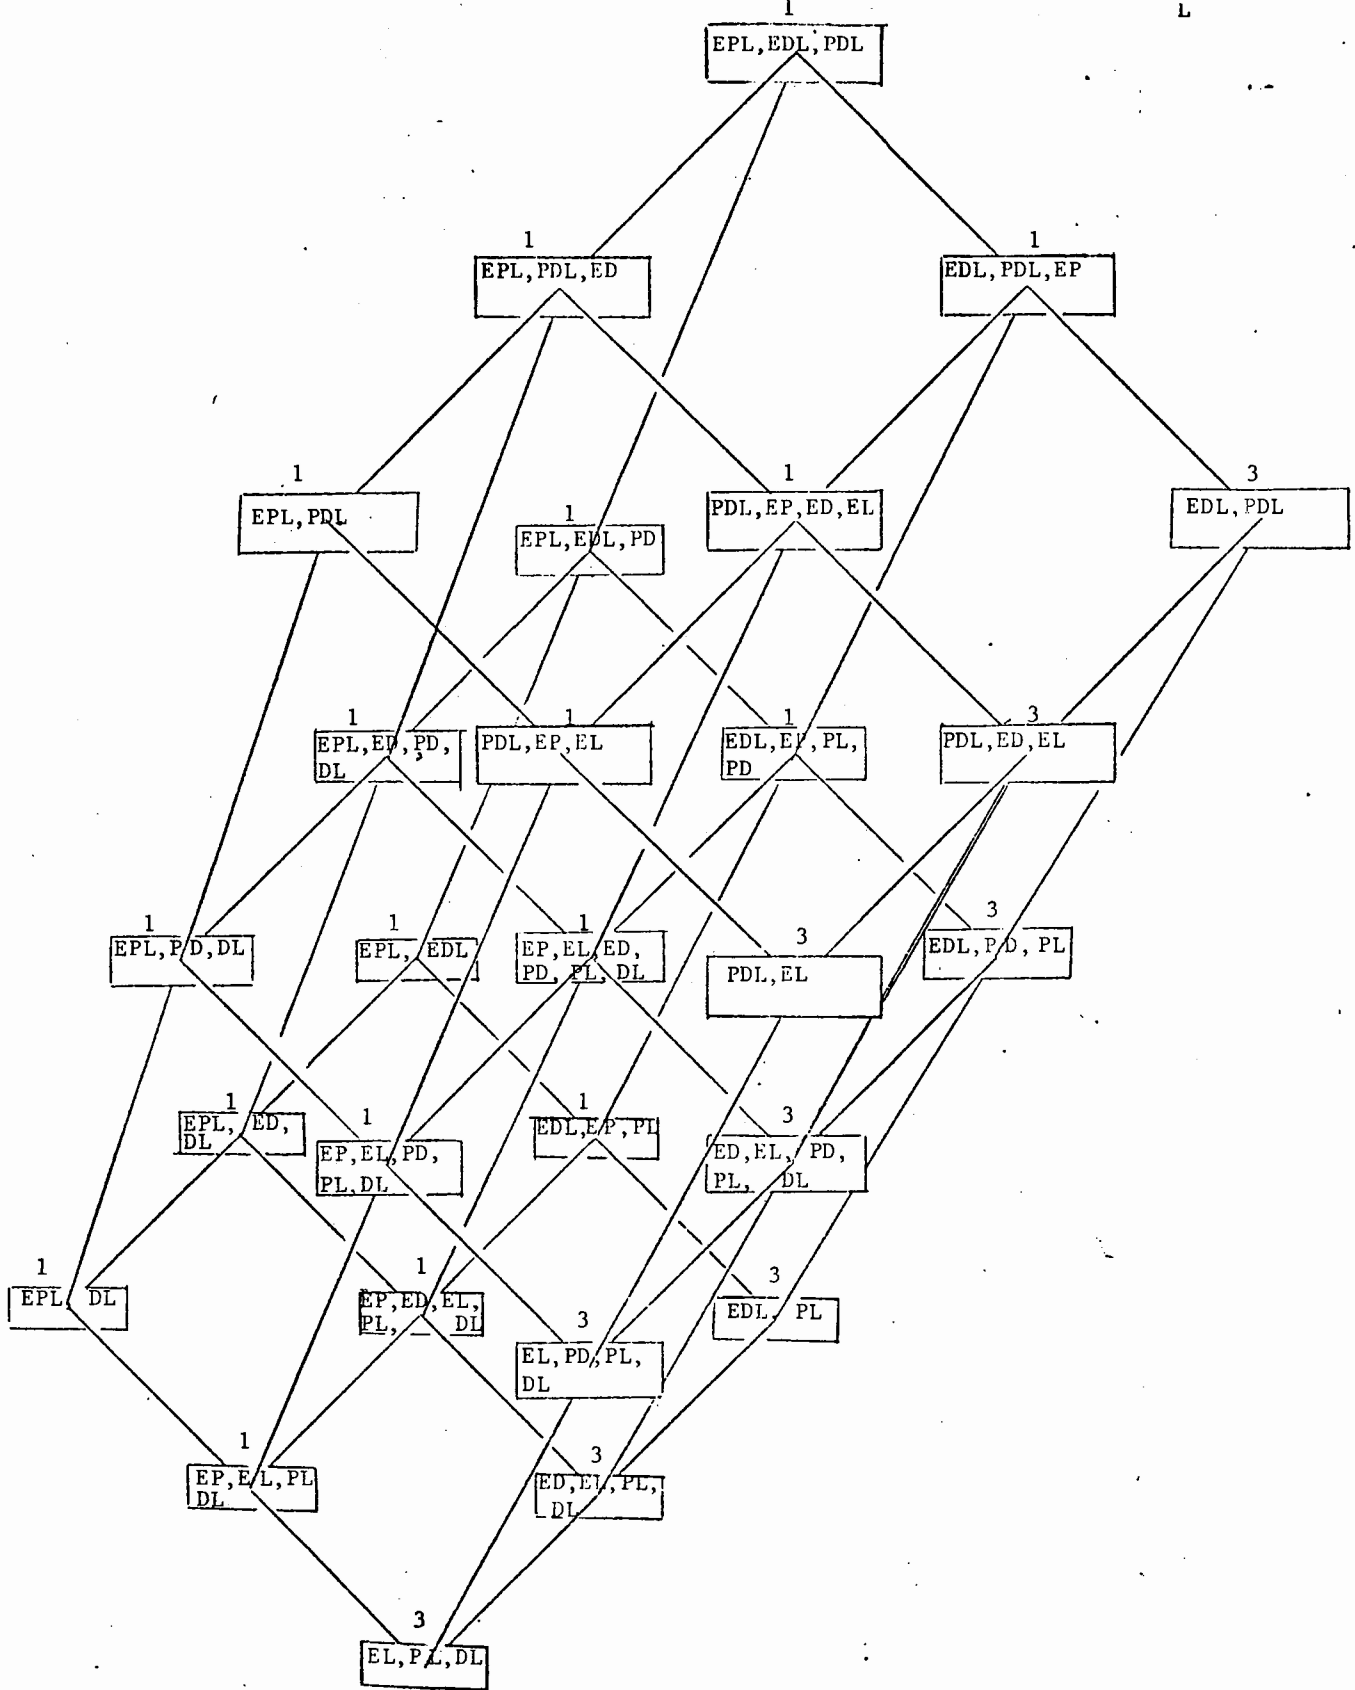 1
L
EPL,EDL,PDL
1
EPL,PDL,ED
1
EDL,PDL,EP
1
EPL,PDL
1
EPL,EDL,PD
1
PDL,EP,ED,EL
3
EDL,PDL
1
EPL,ED,PD,
DL
1
PDL,EP,EL
1
EDL,EP,PL,
PD
3
PDL,ED,EL
1
EPL,PD,DL
1
EPL, EDL
1
EP,EL,ED,
PD, PL, DL
3
PDL,EL
3
EDL,PD, PL
1
EPL, ED,
DL
1
EP,EL,PD,
PL,DL
1
EDL,EP,PL
3
ED,EL, PD,
PL, DL
1
EPL, DL
1
EP,ED,EL,
PL, DL
3
EL,PD,PL,
DL
3
EDL, PL
1
EP,EL,PL
DL
3
ED,EL,PL,
DL
3
EL,PL,DL